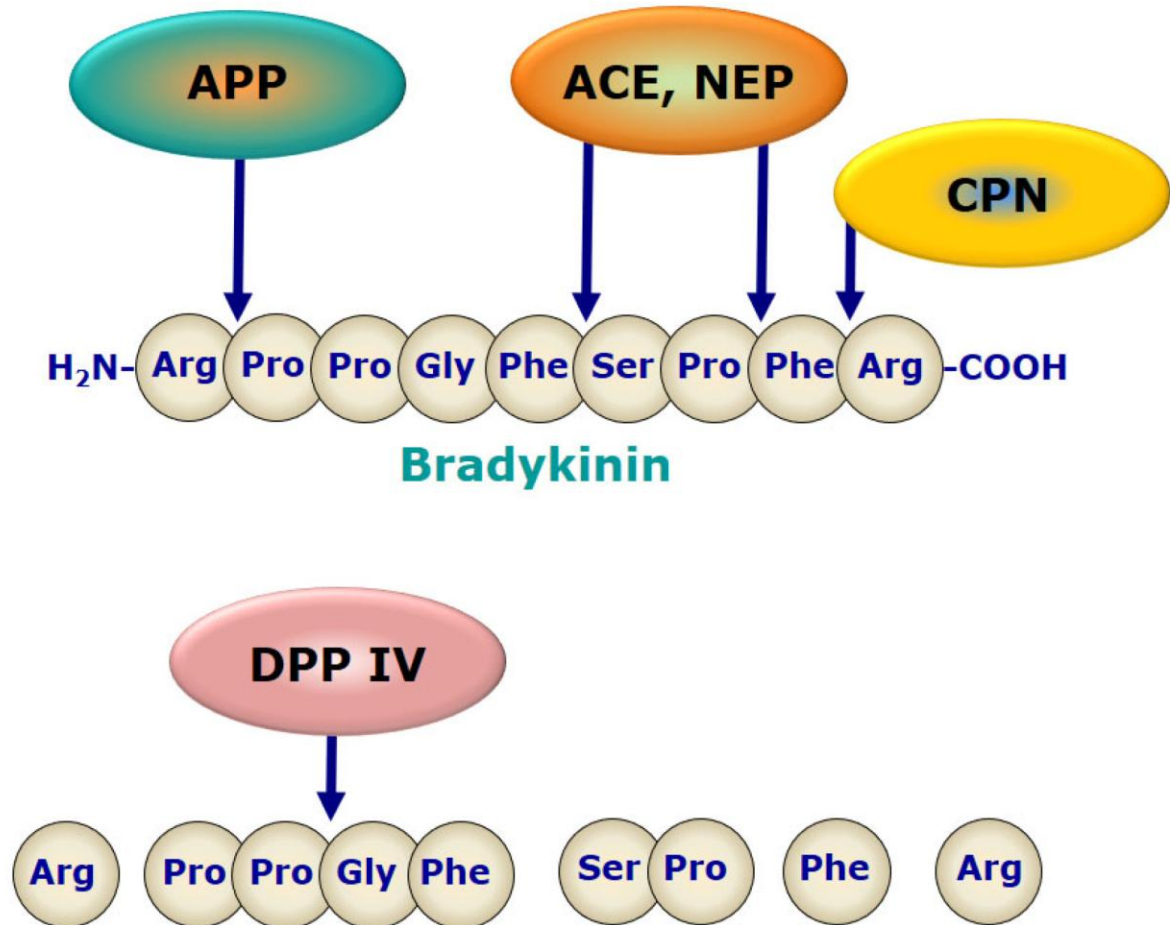 APP
ACE, NEP
CPN
H₂N- Arg Pro Pro Gly Phe Ser Pro Phe Arg -COOH
Bradykinin
DPP IV
Arg Pro Pro Gly Phe Ser Pro Phe Arg